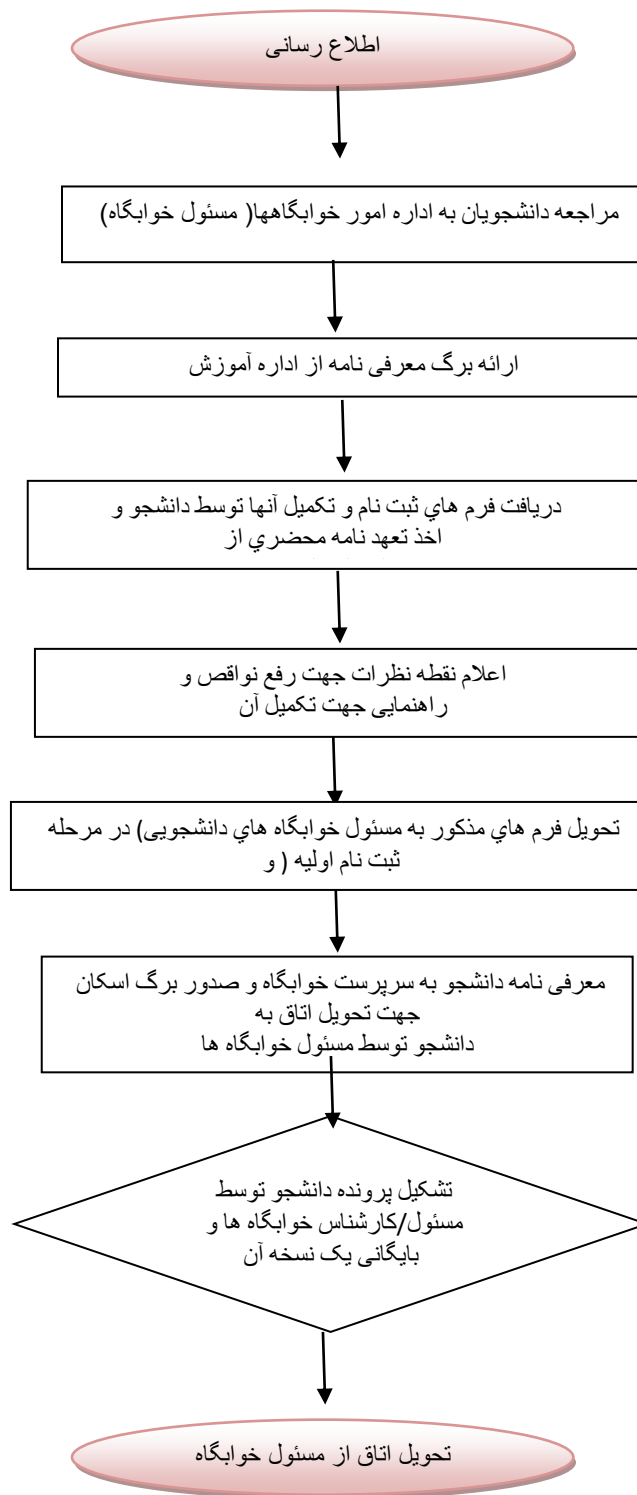 اطلاع رسانی
مراجعه دانشجویان به اداره امور خوابگاهها( مسئول خوابگاه)
ارائه برگ معرفی نامه از اداره آموزش
دریافت فرم هاي ثبت نام و تکمیل آنها توسط دانشجو و
اخذ تعهد نامه محضري از
اعلام نقطه نظرات جهت رفع نواقص و
راهنمایی جهت تکمیل آن
تحویل فرم هاي مذکور به مسئول خوابگاه هاي دانشجویی) در مرحله
ثبت نام اولیه ( و
معرفی نامه دانشجو به سرپرست خوابگاه و صدور برگ اسکان
جهت تحویل اتاق به
دانشجو توسط مسئول خوابگاه ها
تشکیل پرونده دانشجو توسط
مسئول/کارشناس خوابگاه ها و
بایگانی یک نسخه آن
تحویل اتاق از مسئول خوابگاه